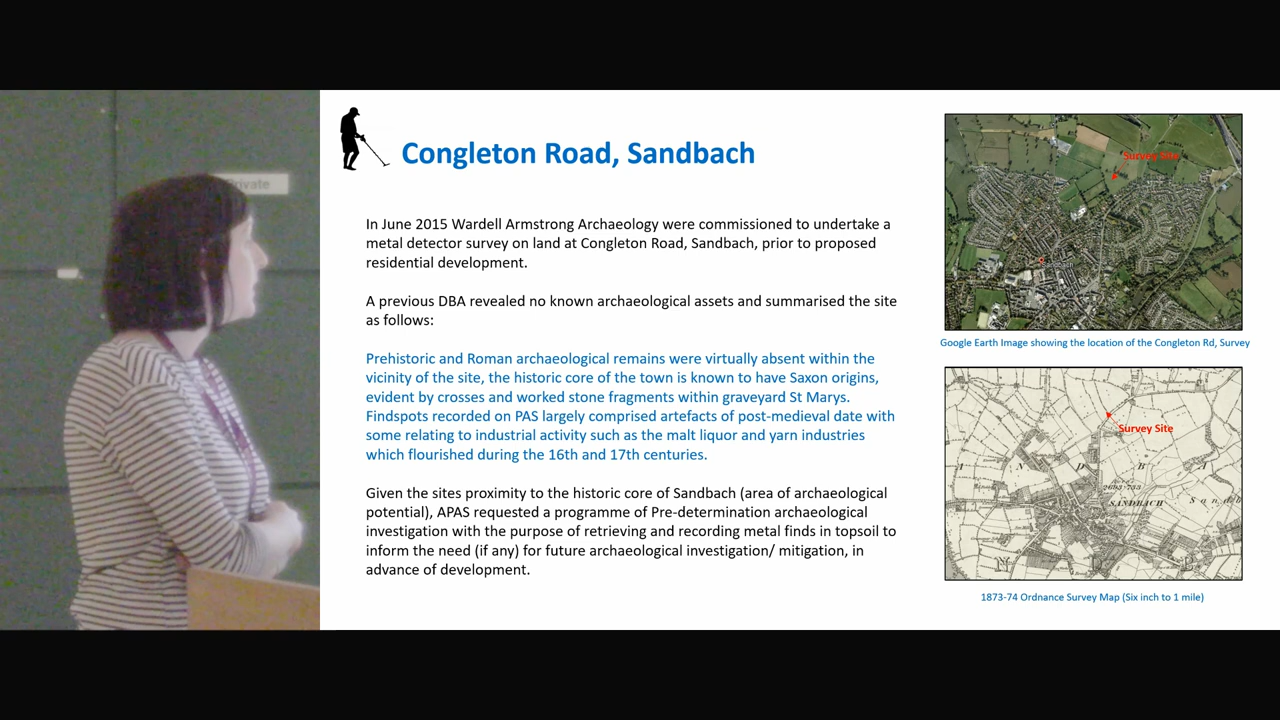 Private
Congleton Road, Sandbach
In June 2015 Wardell Armstrong Archaeology were commissioned to undertake a
metal detector survey on land at Congleton Road, Sandbach, prior to proposed
residential development.
A previous DBA revealed no known archaeological assets and summarised the site
as follows:
Prehistoric and Roman archaeological remains were virtually absent within the
vicinity of the site, the historic core of the town is known to have Saxon origins,
evident by crosses and worked stone fragments within graveyard St Marys.
Findspots recorded on PAS largely comprised artefacts of post-medieval date with
some relating to industrial activity such as the malt liquor and yarn industries
which flourished during the 16th and 17th centuries.
Given the sites proximity to the historic core of Sandbach (area of archaeological
potential), APAS requested a programme of Pre-determination archaeological
investigation with the purpose of retrieving and recording metal finds in topsoil to
inform the need (if any) for future archaeological investigation/ mitigation, in
advance of development.
Survey Site
Google Earth Image showing the location of the Congleton Rd, Survey
Survey Site
SANDBACH
1873-74 Ordnance Survey Map (Six inch to 1 mile)